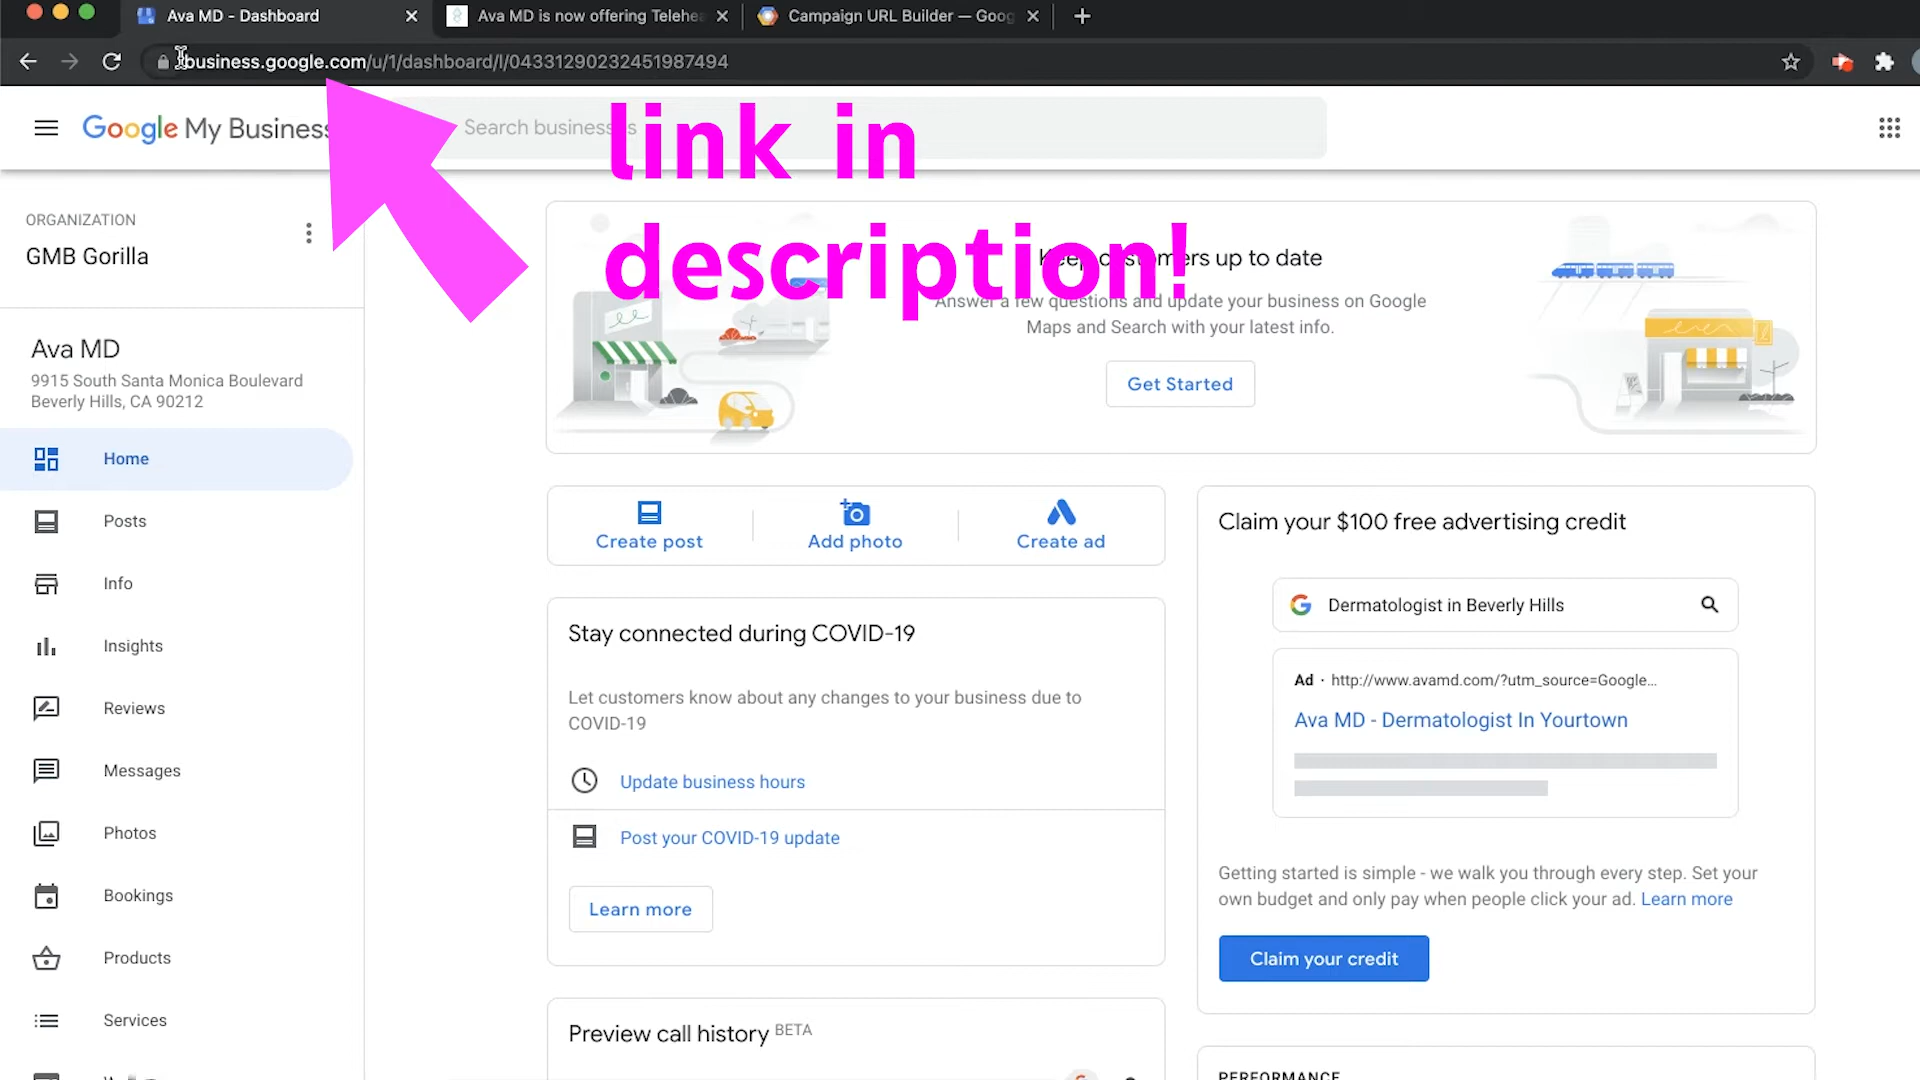 Ava MD - Dashboard
Ava MD is now offering Telehea
Campaign URL Builder — Goog
business.google.com/u/1/dashboard/l/04331290232451987494
Google My Business
Search businesses
link in
description!
ORGANIZATION
GMB Gorilla
Ava MD
9915 South Santa Monica Boulevard
Beverly Hills, CA 90212
Home
Posts
Info
Insights
Reviews
Messages
Photos
Bookings
Products
Services
Keep customers up to date
Answer a few questions and update your business on Google
Maps and Search with your latest info.
Get Started
Create post
Add photo
Create ad
Stay connected during COVID-19
Let customers know about any changes to your business due to
COVID-19
Update business hours
Post your COVID-19 update
Learn more
Preview call history BETA
Claim your $100 free advertising credit
Dermatologist in Beverly Hills
Ad · http://www.avamd.com/?utm_source=Google...
Ava MD - Dermatologist In Yourtown
Getting started is simple - we walk you through every step. Set your
own budget and only pay when people click your ad. Learn more
Claim your credit
PERFORMANCE